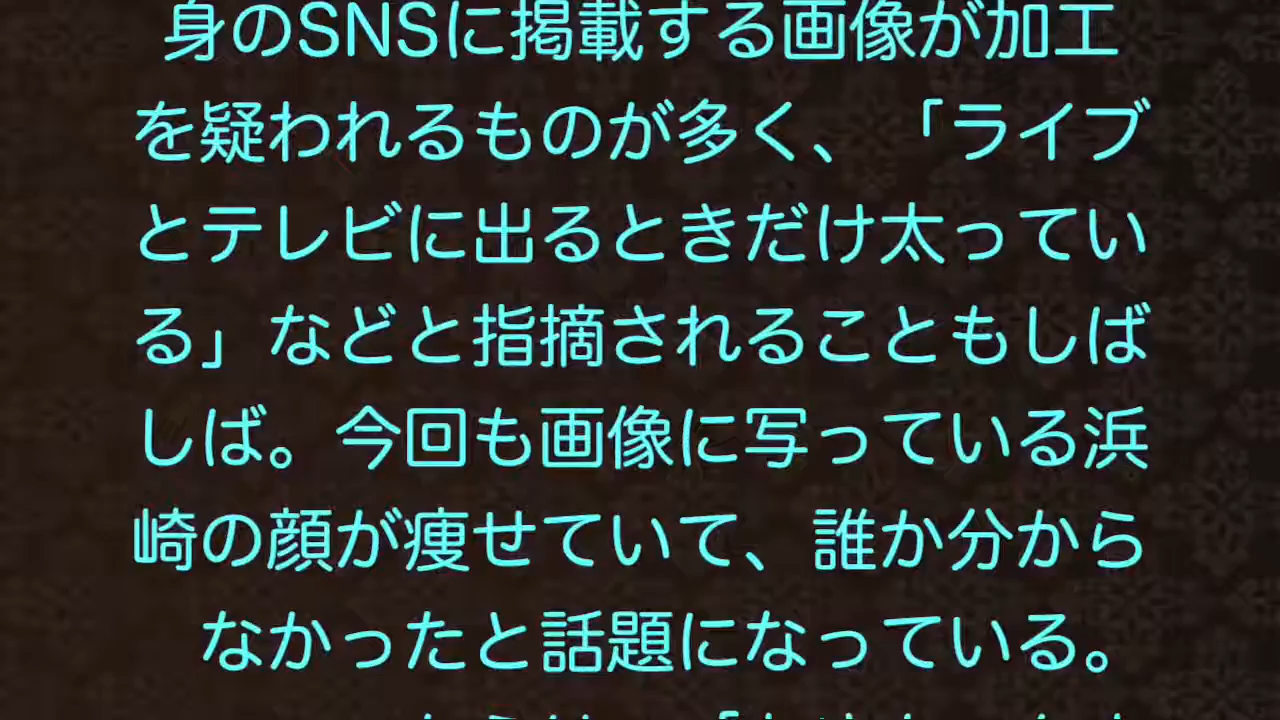 身のSNSに掲載する画像が加工
を疑われるものが多く、「ライブ
とテレビに出るときだけ太ってい
る」などと指摘されることもしば
しば。今回も画像に写っている浜
崎の顔が痩せていて、誰か分から
なかったと話題になっている。